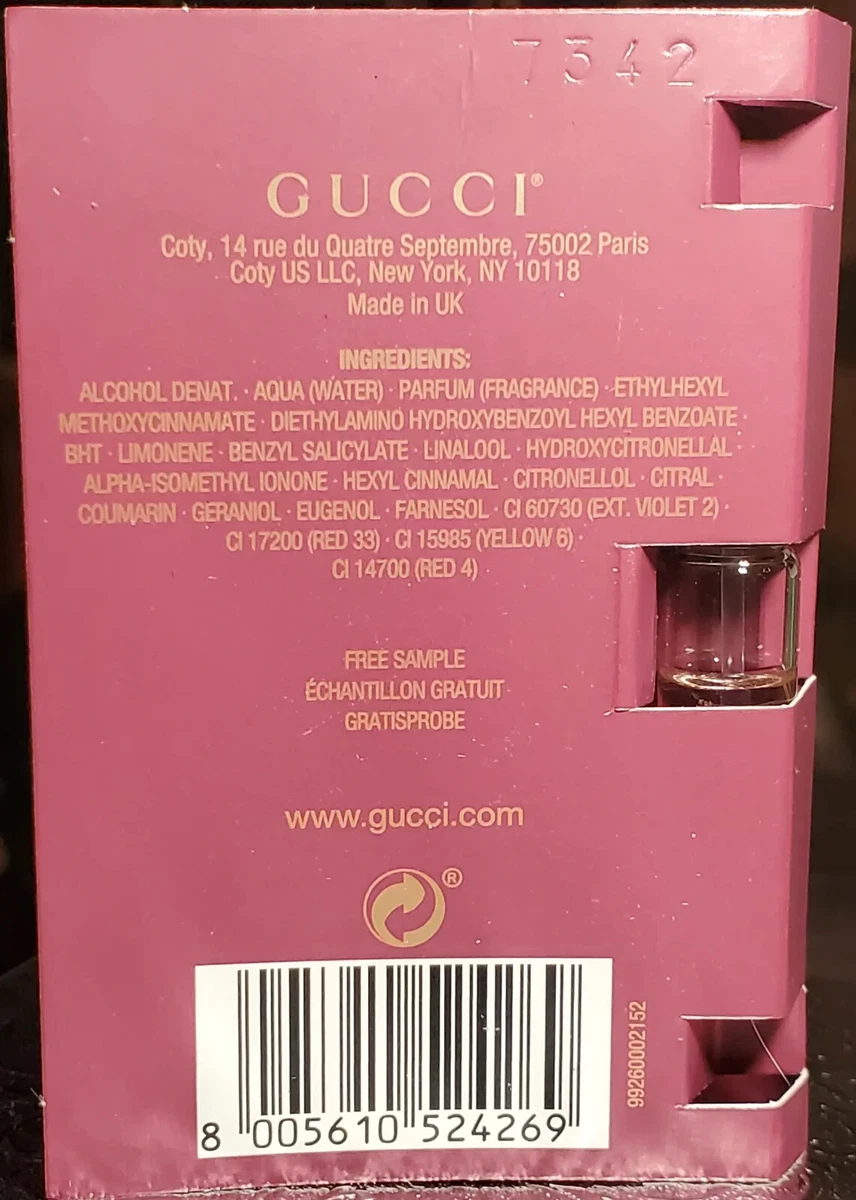 7342
GUCCI®
Coty, 14 rue du Quatre Septembre, 75002 Paris
Coty US LLC, New York, NY 10118
Made in UK
INGREDIENTS:
ALCOHOL DENAT. · AQUA (WATER) · PARFUM (FRAGRANCE) · ETHYLHEXYL
METHOXYCINNAMATE · DIETHYLAMINO HYDROXYBENZOYL HEXYL BENZOATE ·
BHT · LIMONENE · BENZYL SALICYLATE · LINALOOL · HYDROXYCITRONELLAL ·
ALPHA-ISOMETHYL IONONE · HEXYL CINNAMAL · CITRONELLOL · CITRAL ·
COUMARIN · GERANIOL · EUGENOL · FARNESOL · CI 60730 (EXT. VIOLET 2) ·
CI 17200 (RED 33) · CI 15985 (YELLOW 6) ·
CI 14700 (RED 4)
FREE SAMPLE
ÉCHANTILLON GRATUIT
GRATISPROBE
www.gucci.com
®
99260002152
8 005610 524269